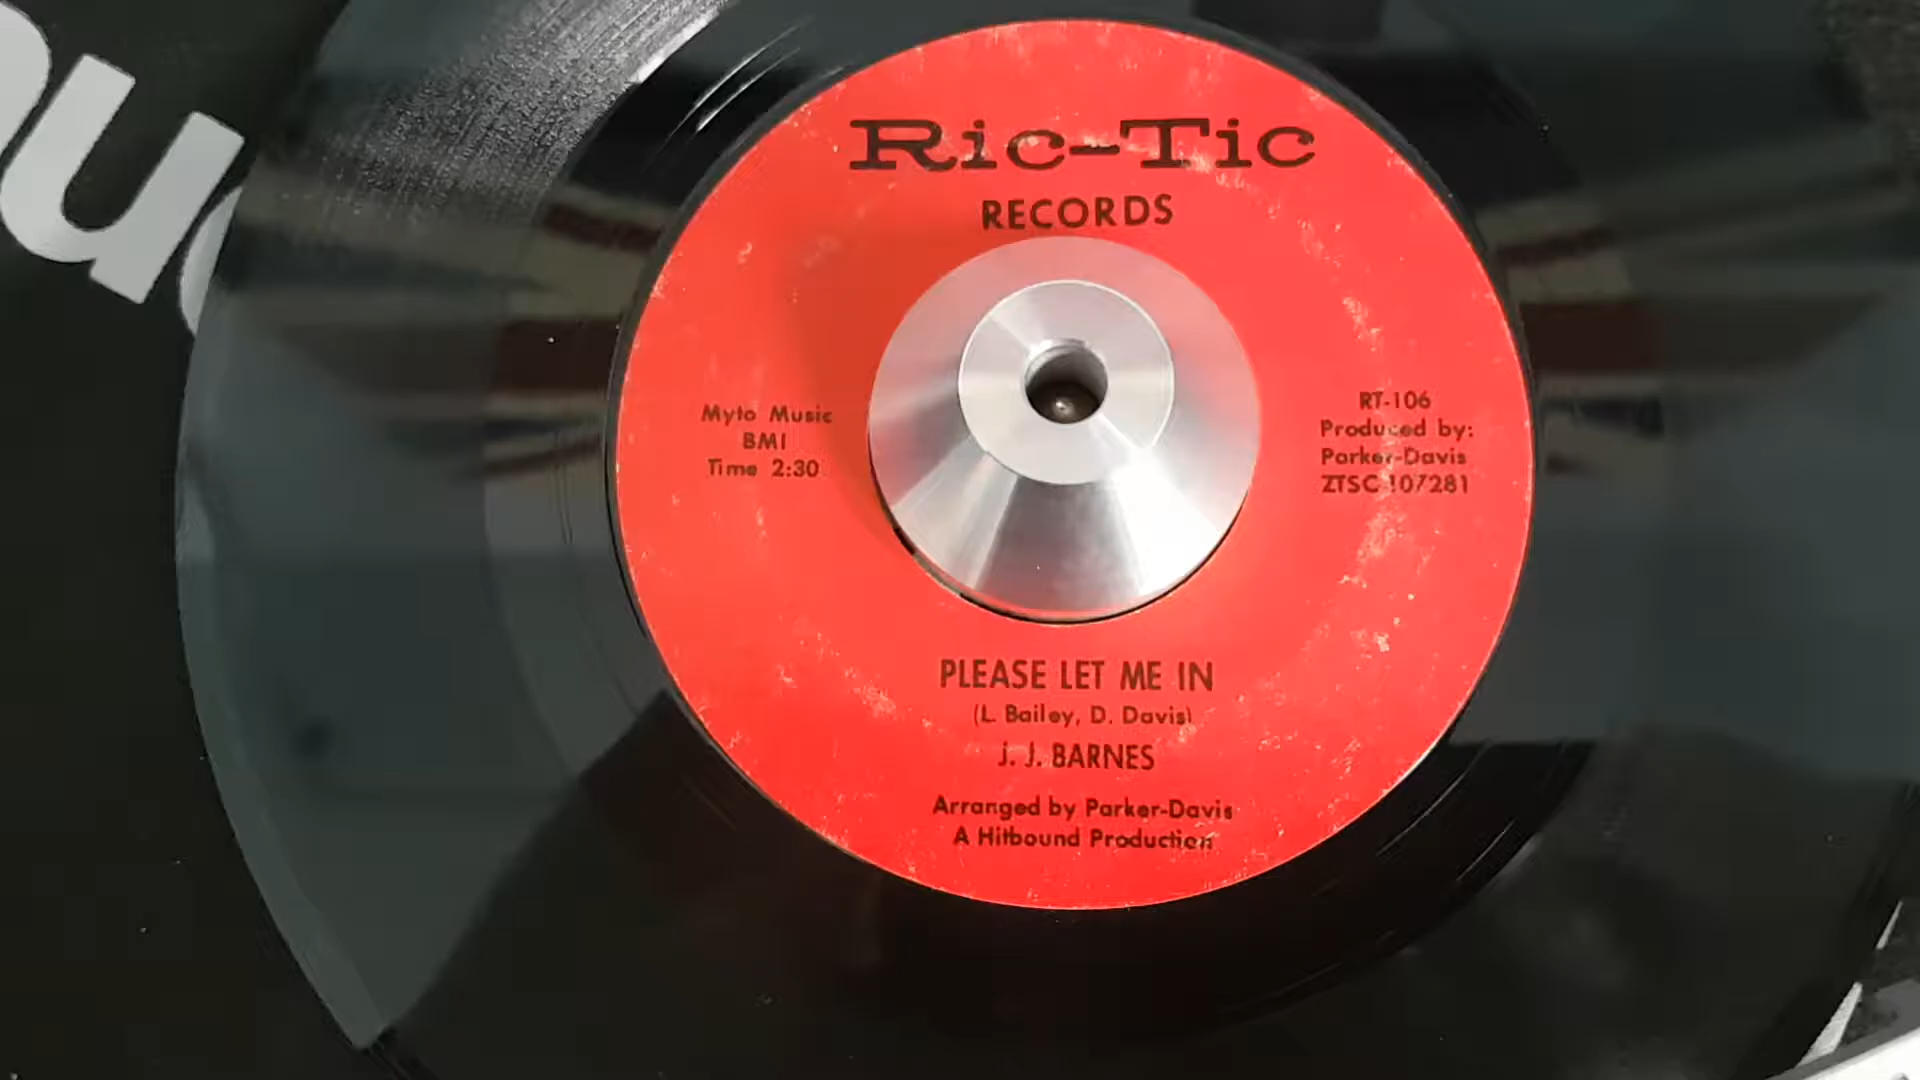 Ric-Tic
RECORDS
Myto Music
BMI
Time 2:30
RT-106
Produced by:
Parker-Davis
ZTSC 107281
PLEASE LET ME IN
(L. Bailey, D. Davis)
J. J. BARNES
Arranged by Parker-Davis
A Hitbound Production